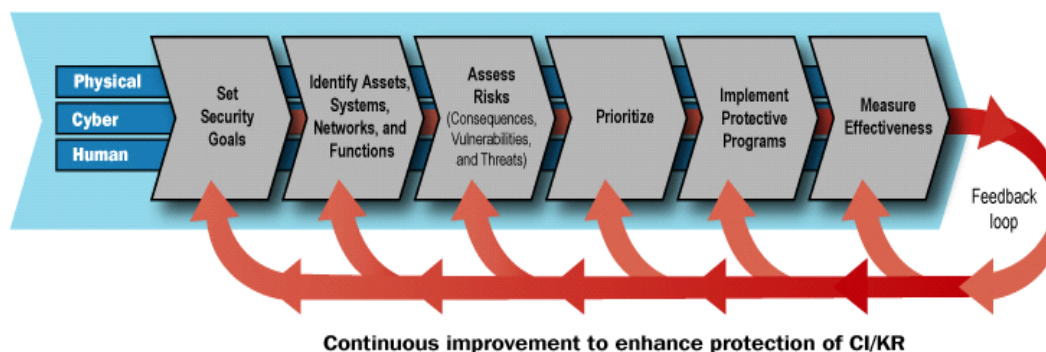 Physical
Cyber
Human
Set
Security
Goals
Identify Assets,
Systems,
Networks, and
Functions
Assess
Risks
(Consequences,
Vulnerabilities,
and Threats)
Prioritize
Implement
Protective
Programs
Measure
Effectiveness
Feedback
loop
Continuous improvement to enhance protection of CI/KR